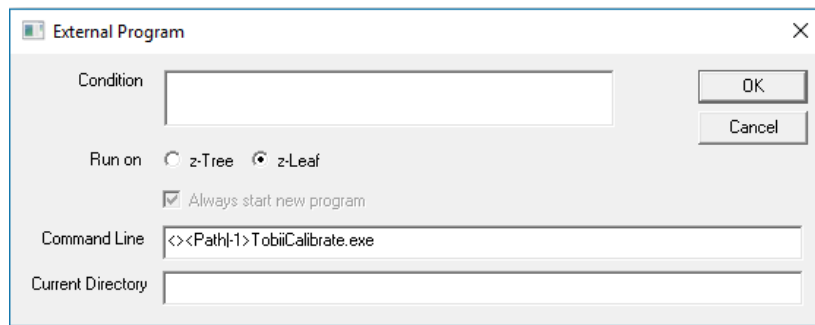 External Program
Condition
OK
Cancel
Run on z-Tree z-Leaf
Always start new program
Command Line <><Path|-1>TobiiCalibrate.exe
Current Directory